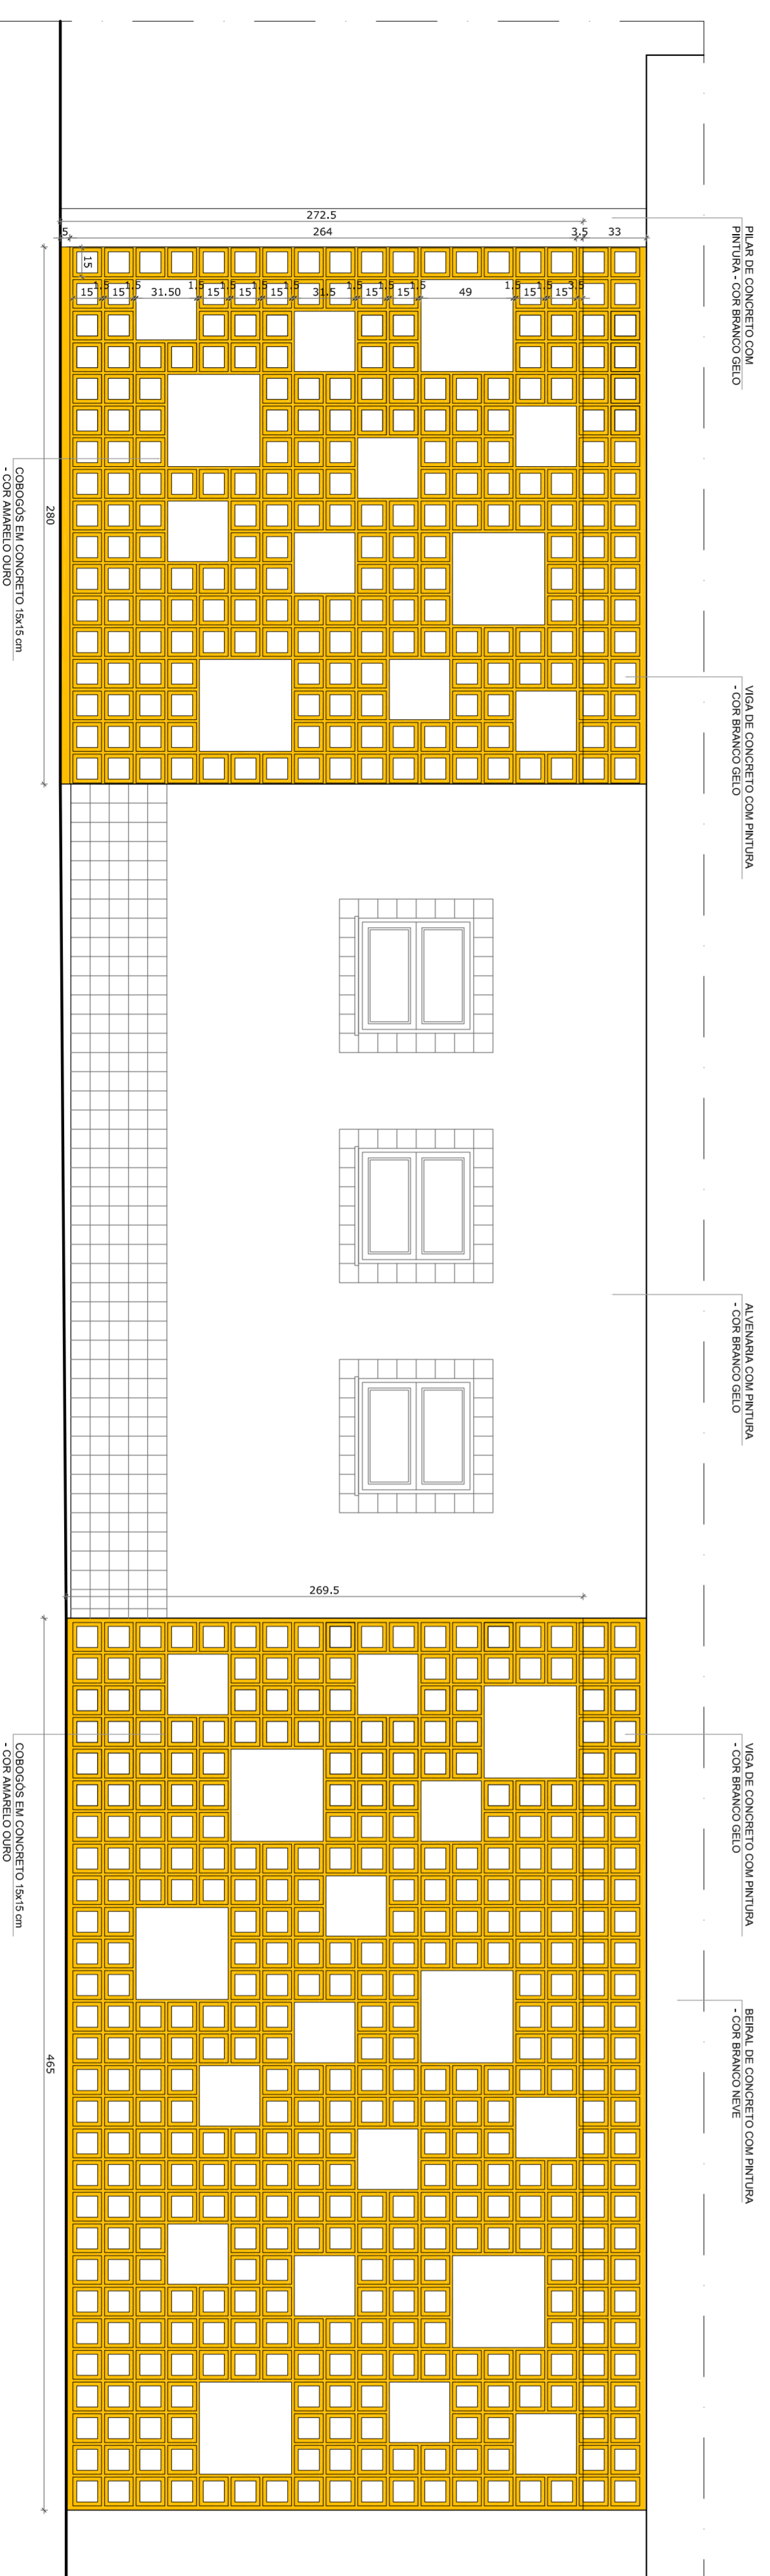 PILAR DE CONCRETO COM
PINTURA - COR BRANCO GELO
272.5
5
264
3.5
33
15
15
1.5
15
1.5
31.50
1.5
15
1.5
15
1.5
15
1.5
31.5
1.5
15
1.5
15
1.5
49
1.5
15
1.5
15
3.5
COBOGÓS EM CONCRETO 15x15 cm
- COR AMARELO OURO
280
VIGA DE CONCRETO COM PINTURA
- COR BRANCO GELO
ALVENARIA COM PINTURA
- COR BRANCO GELO
269.5
COBOGÓS EM CONCRETO 15x15 cm
- COR AMARELO OURO
465
VIGA DE CONCRETO COM PINTURA
- COR BRANCO GELO
BEIRAL DE CONCRETO COM PINTURA
- COR BRANCO NEVE